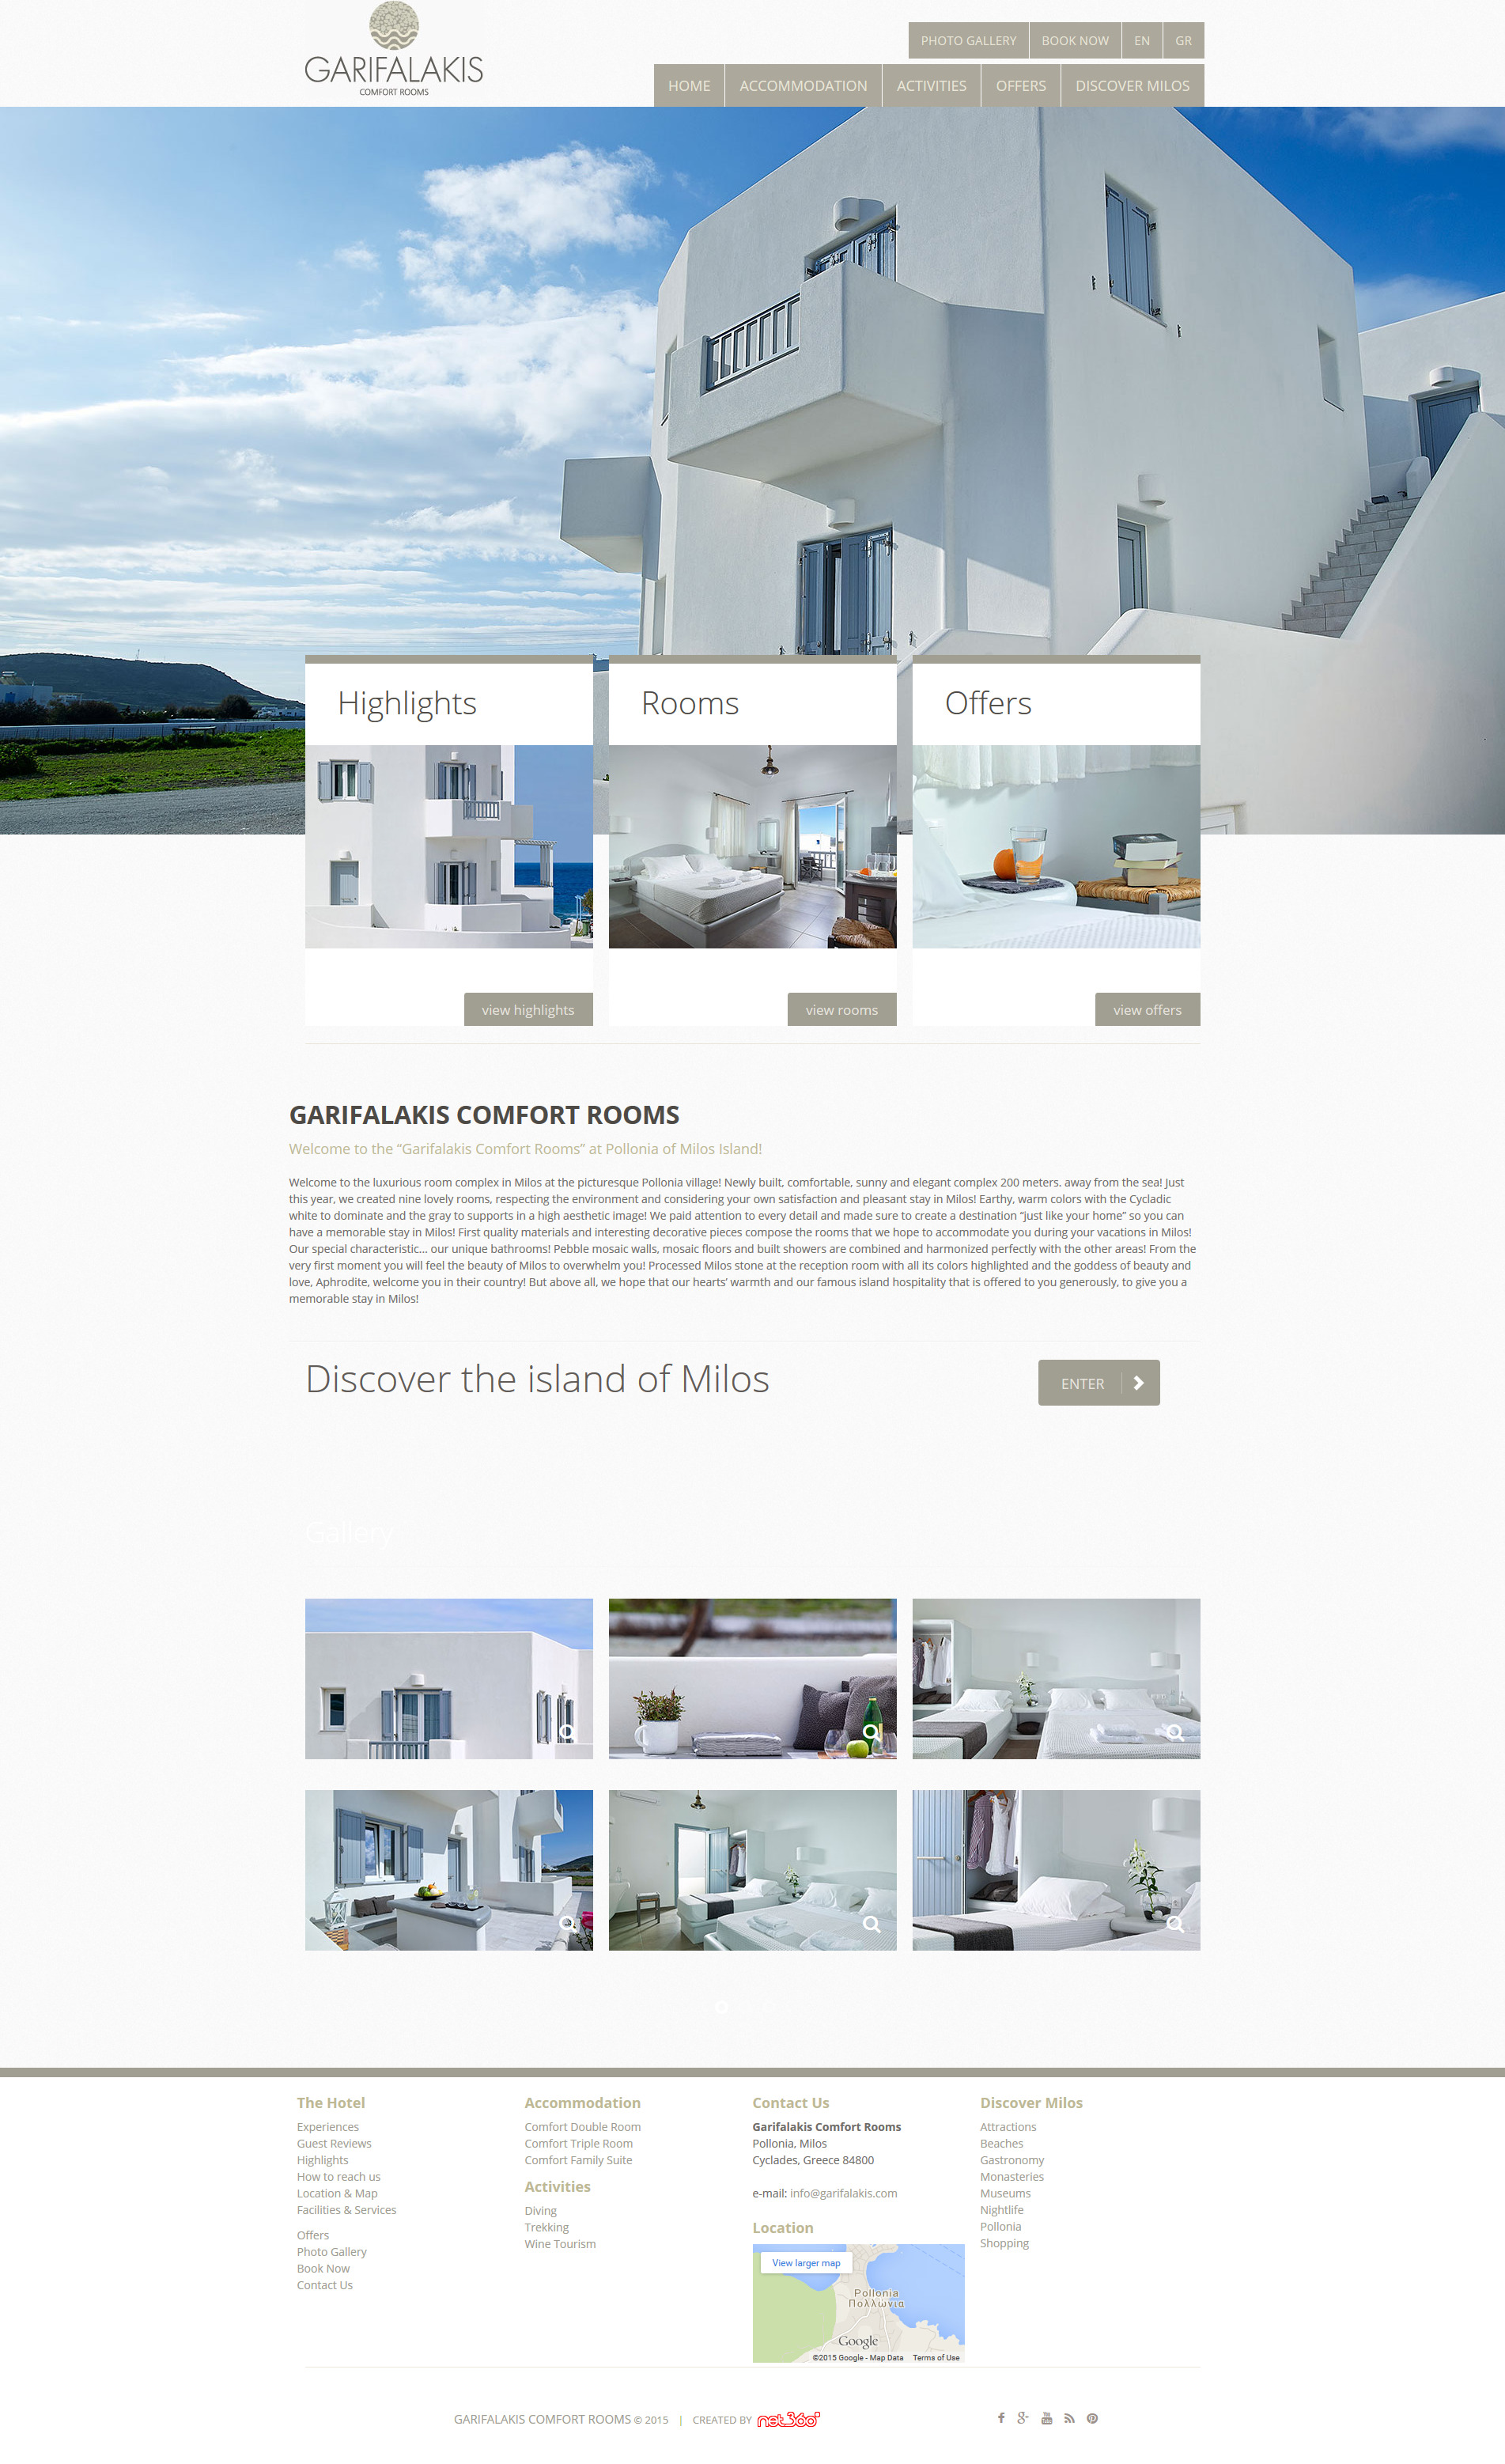 GARIFALAKIS
COMFORT ROOMS
PHOTO GALLERY
BOOK NOW
EN
GR
HOME
ACCOMMODATION
ACTIVITIES
OFFERS
DISCOVER MILOS
Highlights
Rooms
Offers
view highlights
view rooms
view offers
GARIFALAKIS COMFORT ROOMS
Welcome to the “Garifalakis Comfort Rooms” at Pollonia of Milos Island!
Welcome to the luxurious room complex in Milos at the picturesque Pollonia village! Newly built, comfortable, sunny and elegant complex 200 meters. away from the sea! Just
this year, we created nine lovely rooms, respecting the environment and considering your own satisfaction and pleasant stay in Milos! Earthy, warm colors with the Cycladic
white to dominate and the gray to supports in a high aesthetic image! We paid attention to every detail and made sure to create a destination “just like your home” so you can
have a memorable stay in Milos! First quality materials and interesting decorative pieces compose the rooms that we hope to accommodate you during your vacations in Milos!
Our special characteristic... our unique bathrooms! Pebble mosaic walls, mosaic floors and built showers are combined and harmonized perfectly with the other areas! From the
very first moment you will feel the beauty of Milos to overwhelm you! Processed Milos stone at the reception room with all its colors highlighted and the goddess of beauty and
love, Aphrodite, welcome you in their country! But above all, we hope that our hearts’ warmth and our famous island hospitality that is offered to you generously, to give you a
memorable stay in Milos!
Discover the island of Milos
ENTER
Gallery
The Hotel
Experiences
Guest Reviews
Highlights
How to reach us
Location & Map
Facilities & Services
Offers
Photo Gallery
Book Now
Contact Us
Accommodation
Comfort Double Room
Comfort Triple Room
Comfort Family Suite
Activities
Diving
Trekking
Wine Tourism
Contact Us
Garifalakis Comfort Rooms
Pollonia, Milos
Cyclades, Greece 84800
e-mail: info@garifalakis.com
Location
View larger map
Pollonia
Πολλώνια
Google
©2015 Google - Map Data
Terms of Use
Discover Milos
Attractions
Beaches
Gastronomy
Monasteries
Museums
Nightlife
Pollonia
Shopping
GARIFALAKIS COMFORT ROOMS © 2015 | CREATED BY net360°